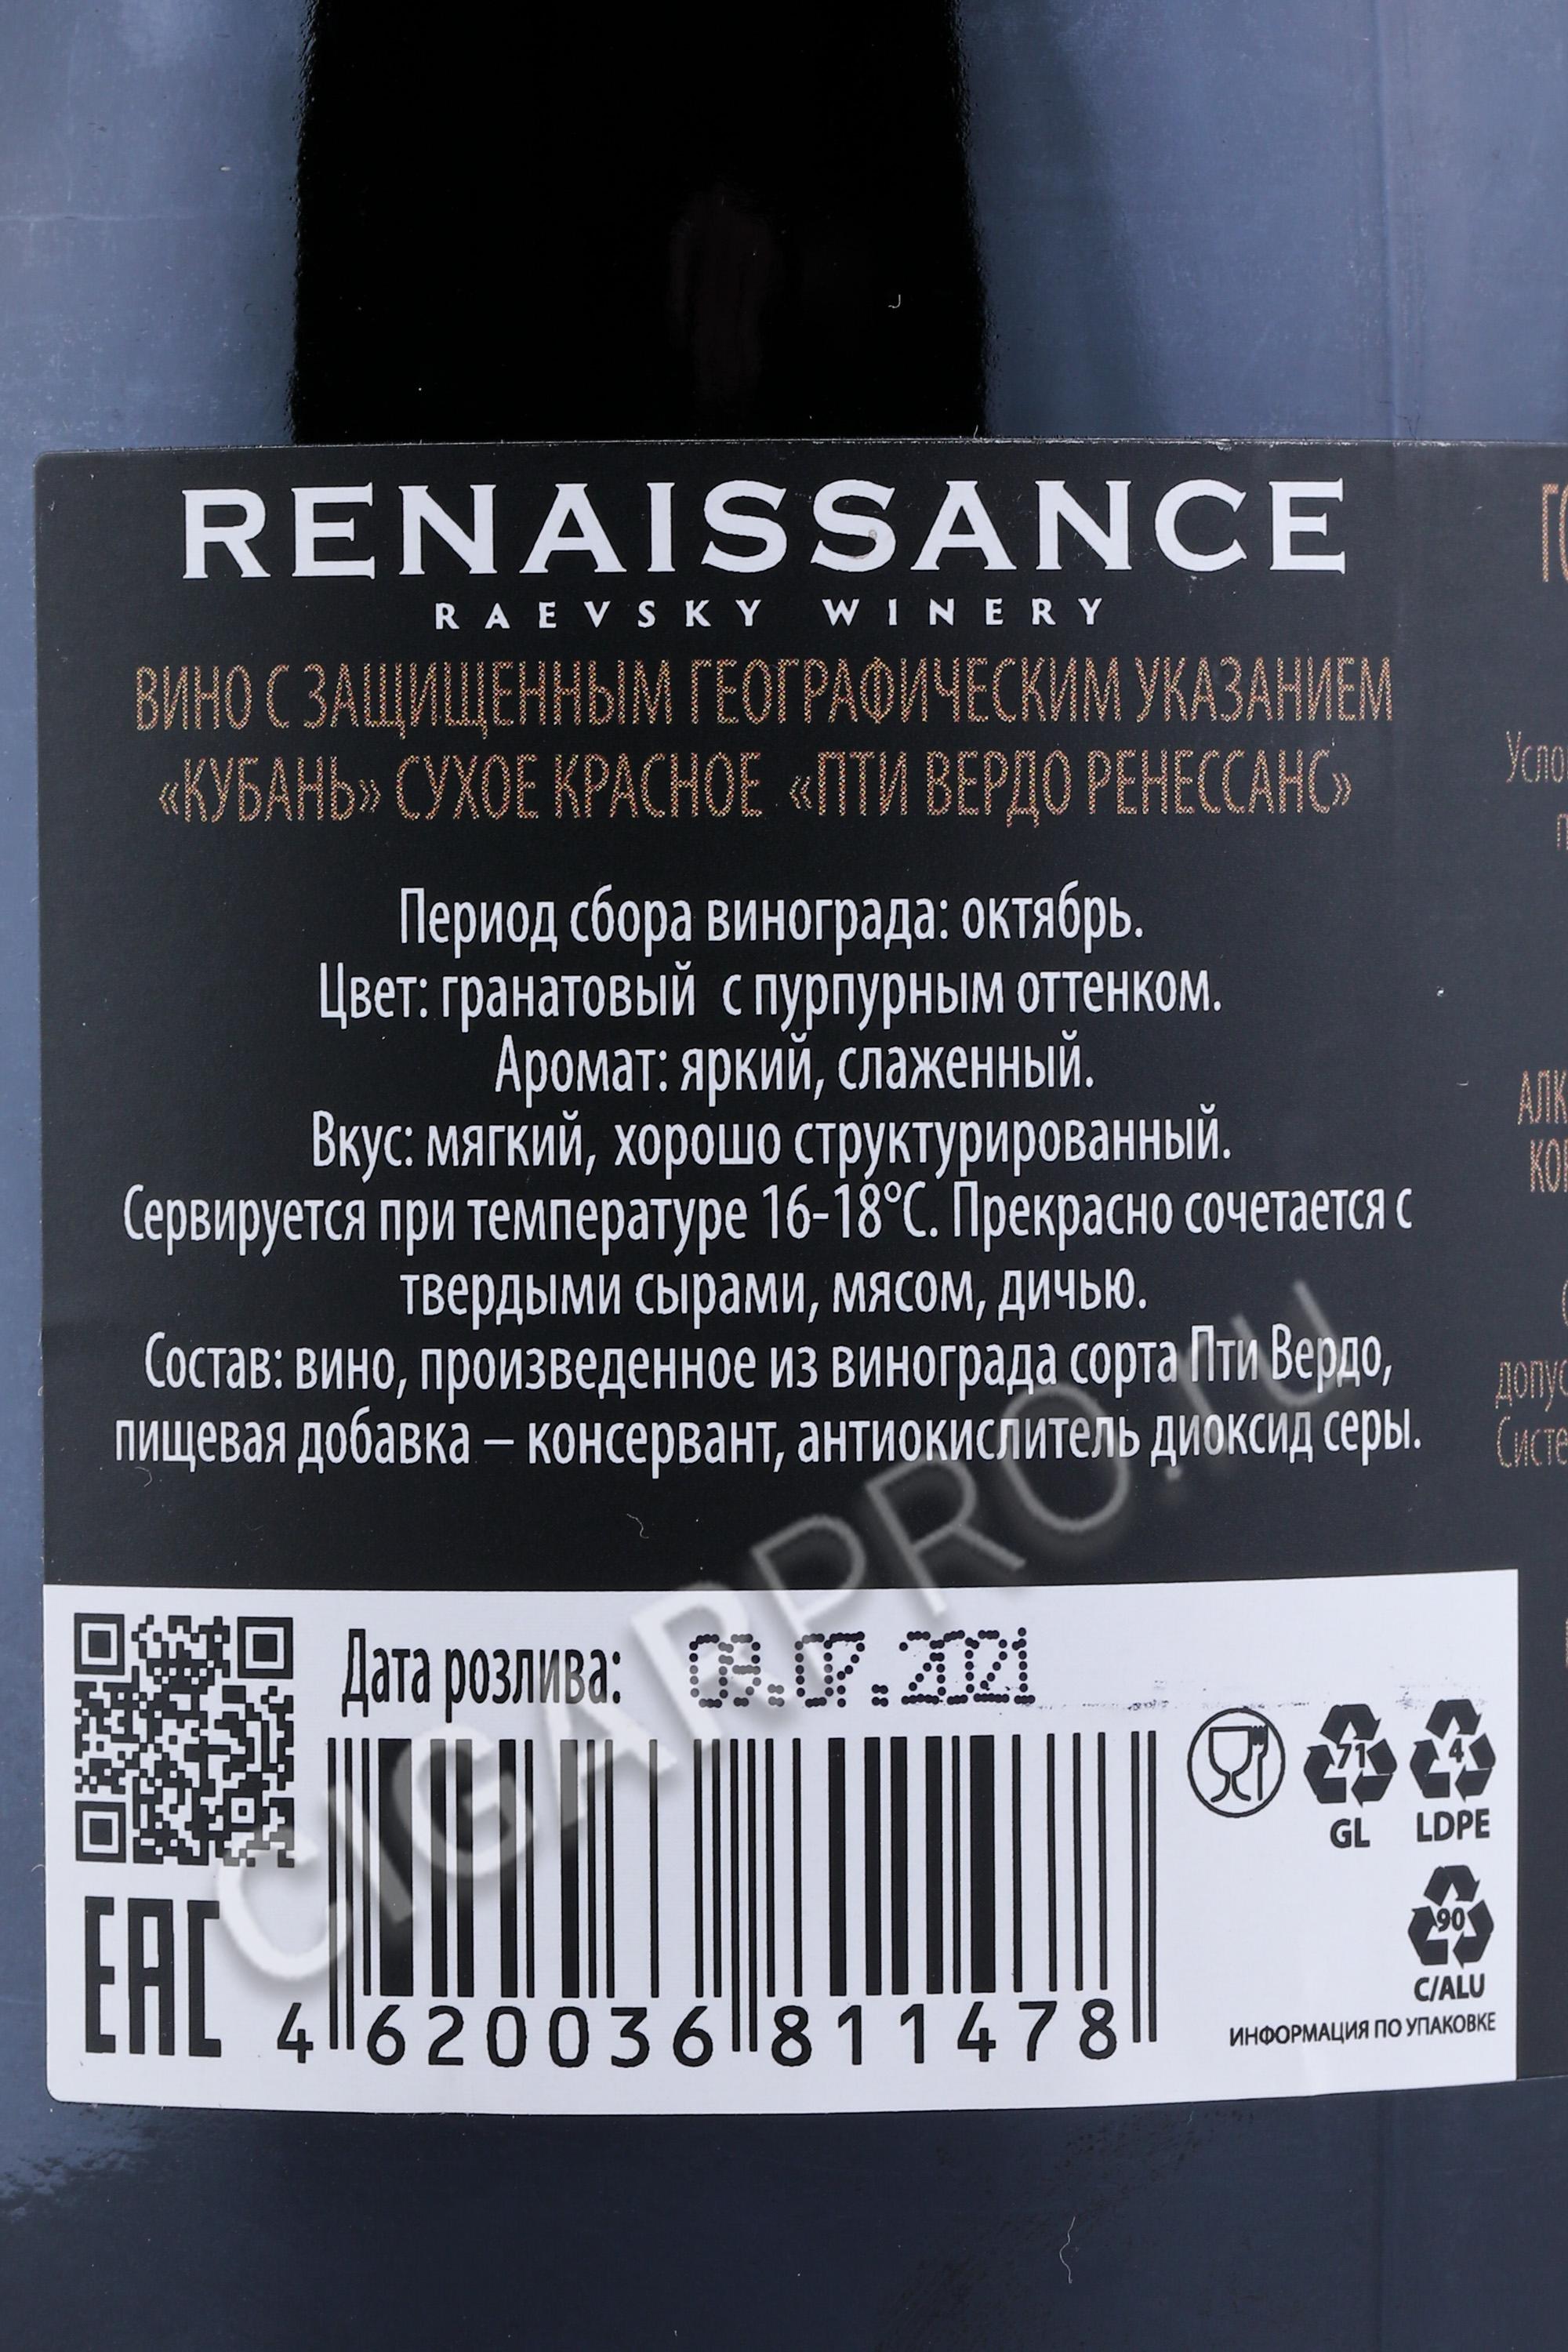 RENAISSANCE
RAEVSKY WINERY
ВИНО С ЗАЩИЩЕННЫМ ГЕОГРАФИЧЕСКИМ УКАЗАНИЕМ
«КУБАНЬ» СУХОЕ КРАСНОЕ «ПТИ ВЕРДО РЕНЕССАНС»
Период сбора винограда: октябрь.
Цвет: гранатовый с пурпурным оттенком.
Аромат: яркий, слаженный.
Вкус: мягкий, хорошо структурированный.
Сервируется при температуре 16-18°С. Прекрасно сочетается с
твердыми сырами, мясом, дичью.
Состав: вино, произведенное из винограда сорта Пти Вердо,
пищевая добавка – консервант, антиокислитель диоксид серы.
Дата розлива: 09.07.2021
71
GL
4
LDPE
90
C/ALU
ИНФОРМАЦИЯ ПО УПАКОВКЕ
EAC
4 620036 811478
CIGARPRO.ru